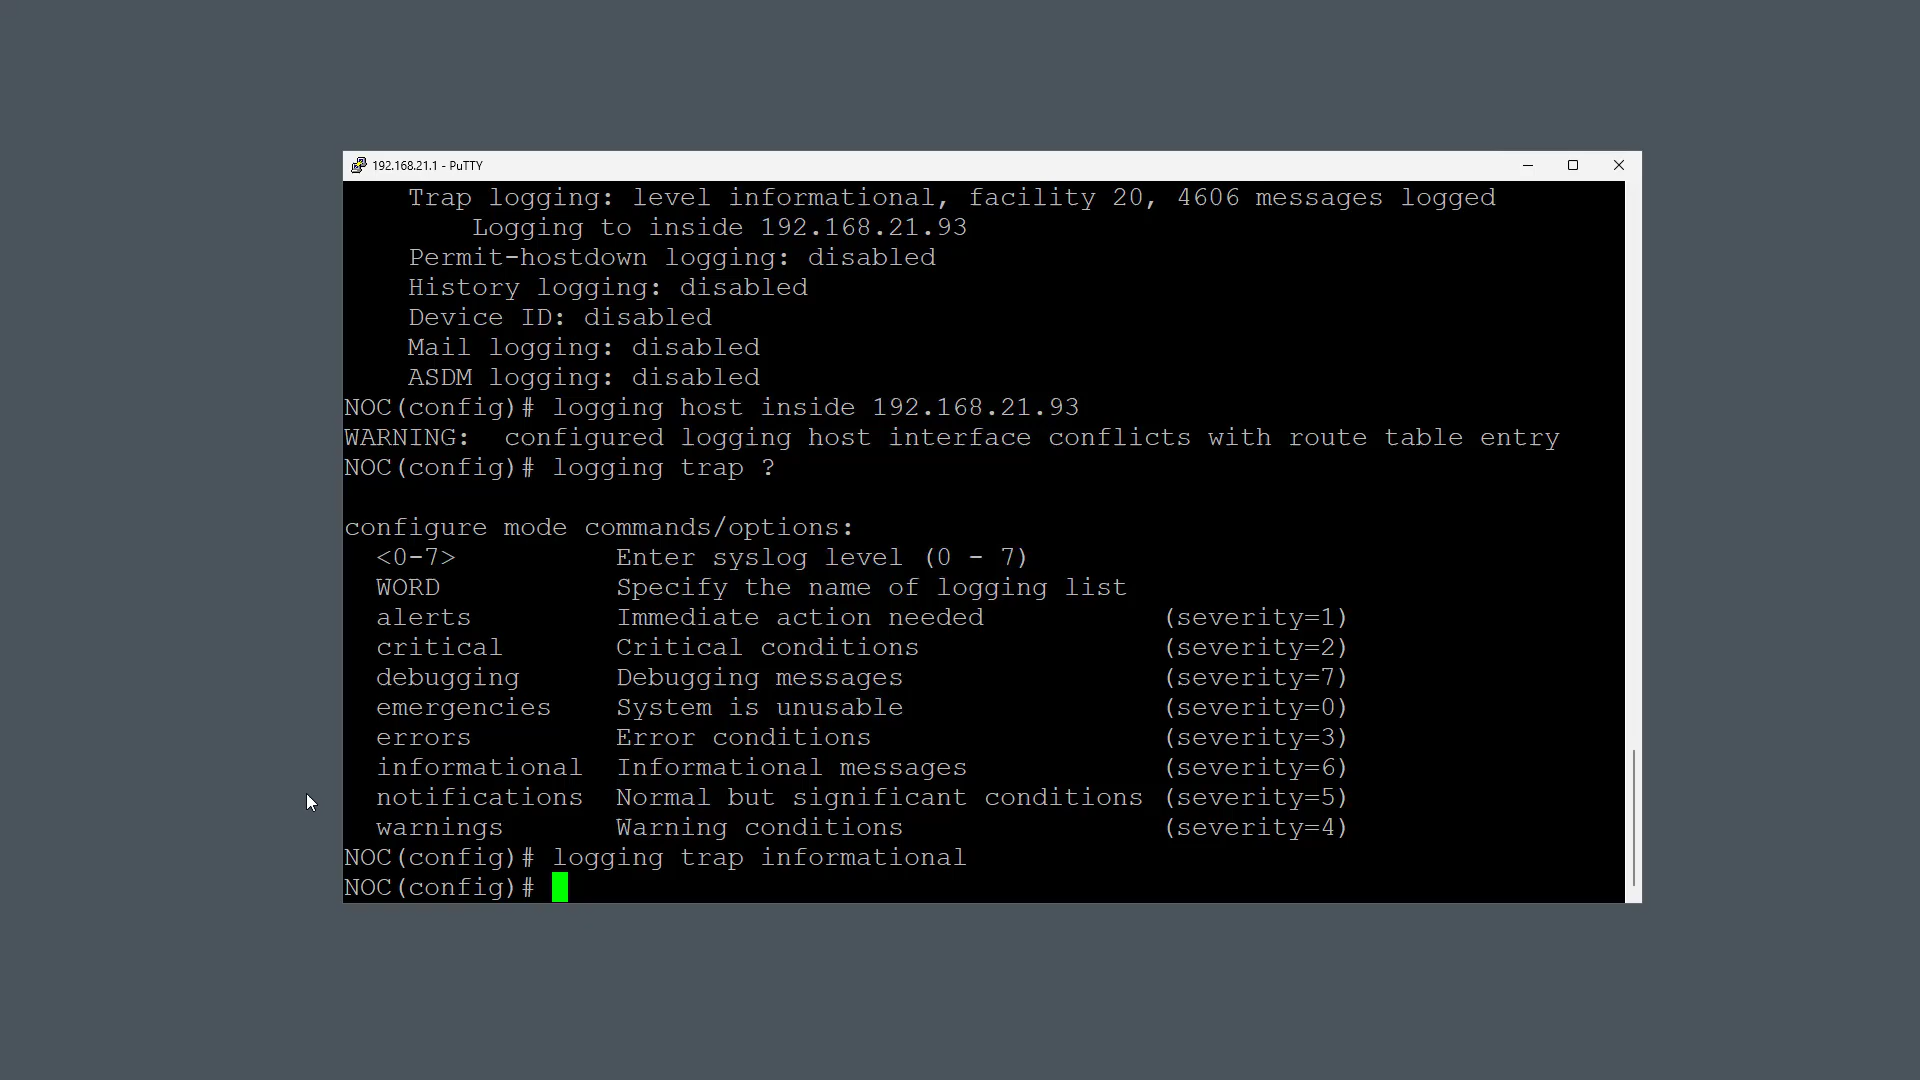 192.168.21.1 - PuTTY
Trap logging: level informational, facility 20, 4606 messages logged
Logging to inside 192.168.21.93
Permit-hostdown logging: disabled
History logging: disabled
Device ID: disabled
Mail logging: disabled
ASDM logging: disabled
NOC(config)# logging host inside 192.168.21.93
WARNING:  configured logging host interface conflicts with route table entry
NOC(config)# logging trap ?
configure mode commands/options:
<0-7> Enter syslog level (0 - 7)
WORD Specify the name of logging list
alerts Immediate action needed (severity=1)
critical Critical conditions (severity=2)
debugging Debugging messages (severity=7)
emergencies System is unusable (severity=0)
errors Error conditions (severity=3)
informational Informational messages (severity=6)
notifications Normal but significant conditions (severity=5)
warnings Warning conditions (severity=4)
NOC(config)# logging trap informational
NOC(config)#